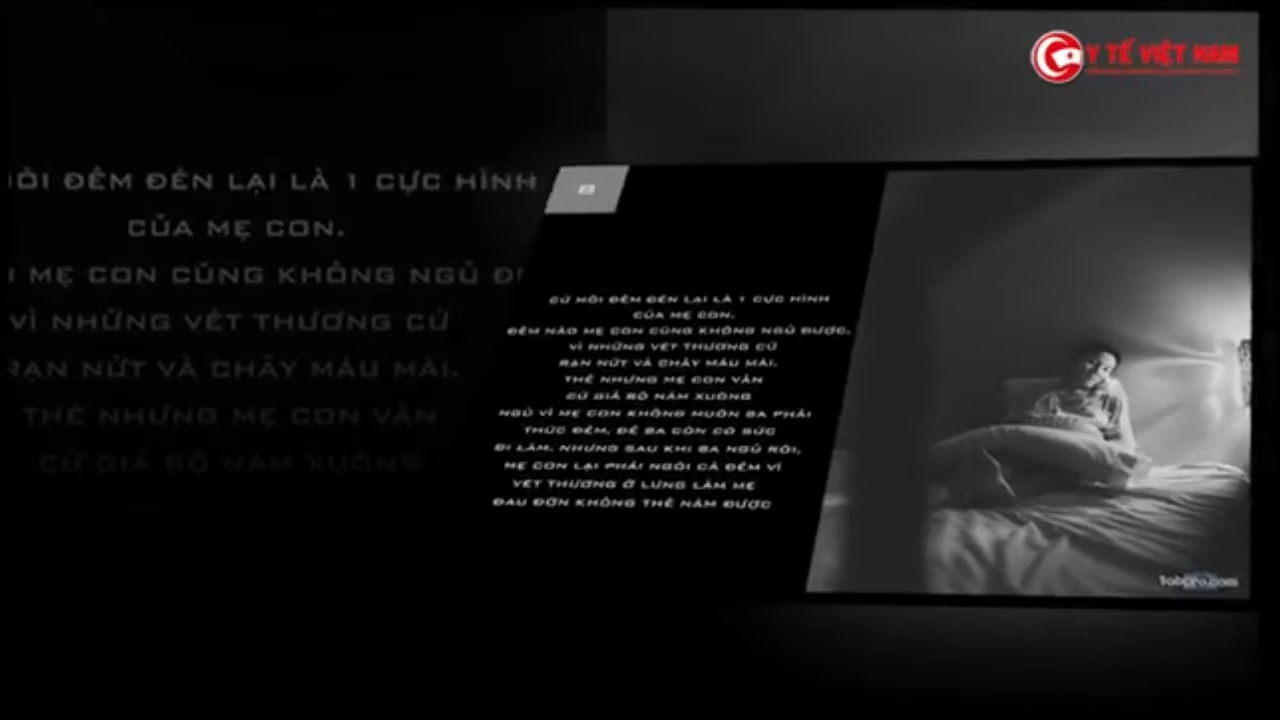 Y TẾ VIỆT NAM
ỖI ĐÊM ĐẾN LẠI LÀ 1 CỰC HÌNH
CỦA MẸ CON.
MẸ CON CŨNG KHÔNG NGỦ
VÌ NHỮNG VẾT THƯƠNG CỨ
RẠN NỨT VÀ CHẢY MÁU MÃI.
THẾ NHƯNG MẸ CON VẪN
CỨ GIẢ BỘ NẰM XUỐNG
8
CỨ MỖI ĐÊM ĐẾN LẠI LÀ 1 CỰC HÌNH
CỦA MẸ CON.
ĐÊM NÀO MẸ CON CŨNG KHÔNG NGỦ ĐƯỢC,
VÌ NHỮNG VẾT THƯƠNG CỨ
RẠN NỨT VÀ CHẢY MÁU MÃI.
THẾ NHƯNG MẸ CON VẪN
CỨ GIẢ BỘ NẰM XUỐNG
NGỦ VÌ MẸ CON KHÔNG MUỐN BA PHẢI
THỨC ĐÊM, ĐỂ BA CÒN CÓ SỨC
ĐI LÀM. NHƯNG SAU KHI BA NGỦ RỒI,
MẸ CON LẠI PHẢI NGỒI CẢ ĐÊM VÌ
VẾT THƯƠNG Ở LƯNG LÀM MẸ
ĐAU ĐỚN KHÔNG THỂ NẰM ĐƯỢC